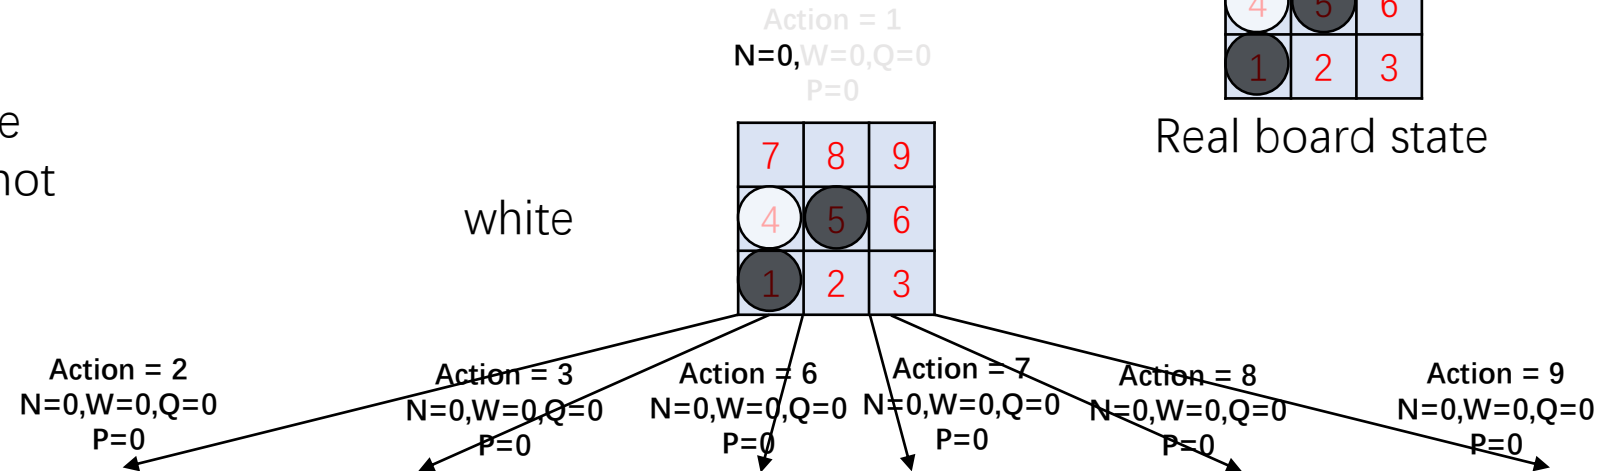 Action = 1
N=0,W=0,Q=0
P=0
4 5 6
1 2 3
Real board state
e
not
white
7 8 9
4 5 6
1 2 3
Action = 2
N=0,W=0,Q=0
P=0
Action = 3
N=0,W=0,Q=0
P=0
Action = 6
N=0,W=0,Q=0
P=0
Action = 7
N=0,W=0,Q=0
P=0
Action = 8
N=0,W=0,Q=0
P=0
Action = 9
N=0,W=0,Q=0
P=0